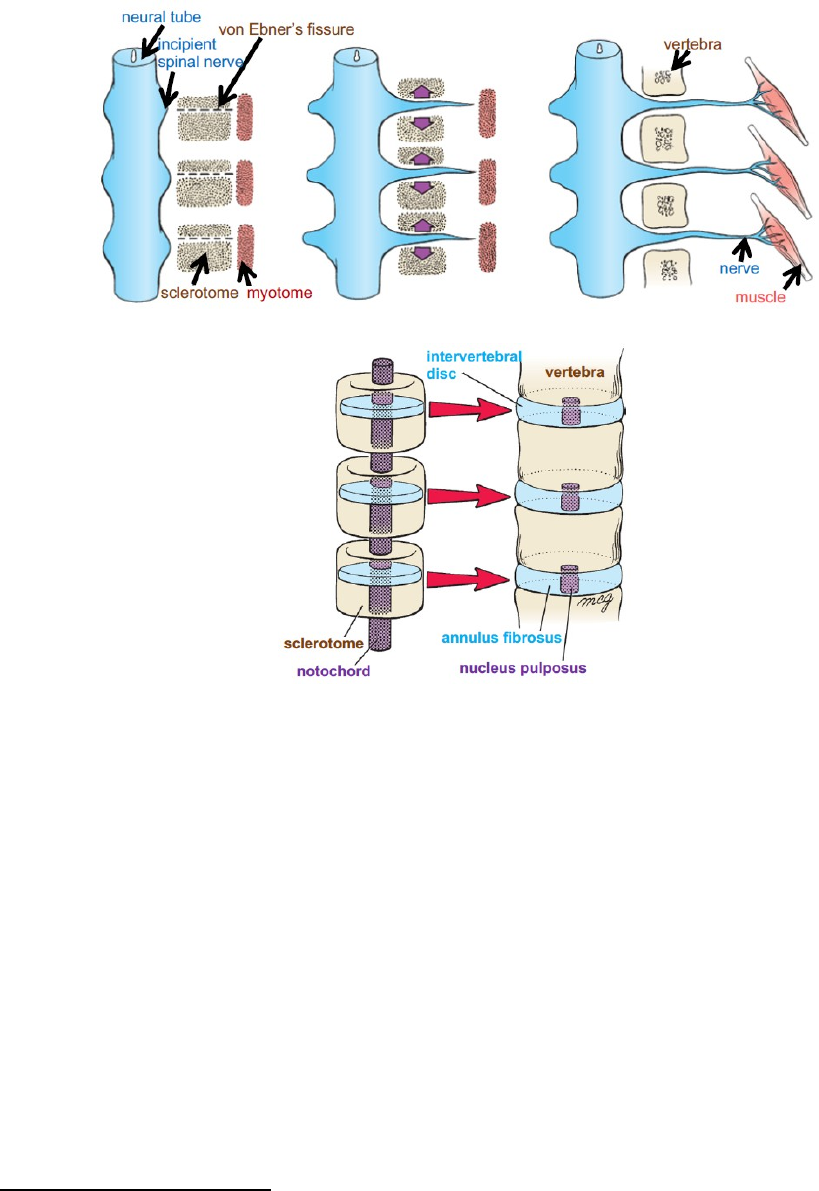 neural tube
von Ebner's fissure
incipient
spinal nerve
vertebra
sclerotome
myotome
nerve
muscle
intervertebral
disc
vertebra
annulus fibrosus
sclerotome
notochord
nucleus pulposus
mcg